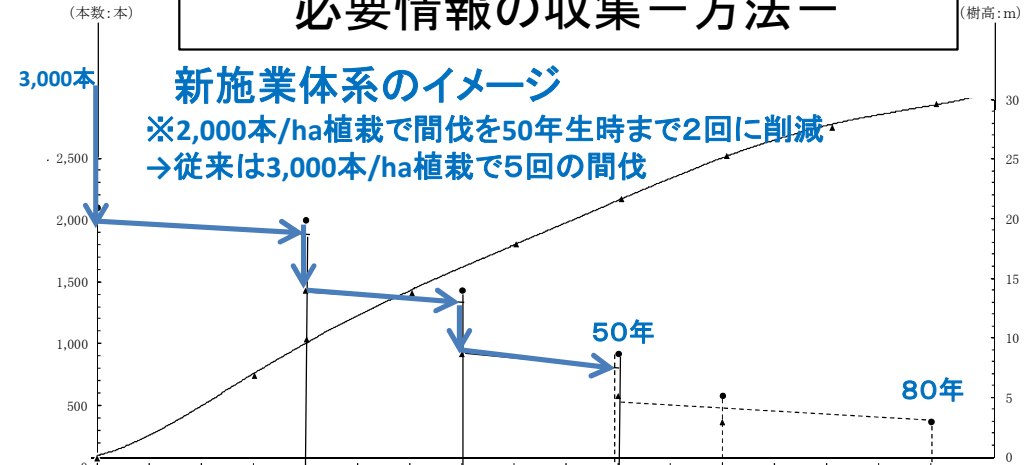 (本数:本)
必要情報の収集－方法－
(樹高:m)
3,000本
新施業体系のイメージ
※2,000本/ha植栽で間伐を50年生時まで2回に削減
→従来は3,000本/ha植栽で5回の間伐
2,500
2,000
1,500
1,000
500
30
25
20
15
10
5
0
50年
80年